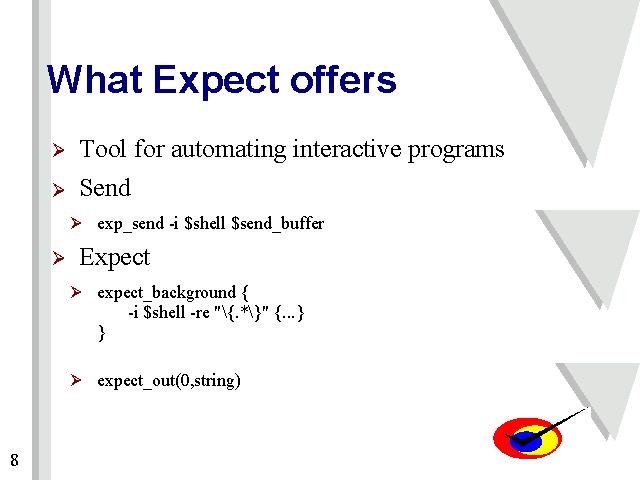 What Expect offers
Tool for automating interactive programs
Send
exp_send -i $shell $send_buffer
Expect
expect_background {
-i $shell -re "\{.*\}" {...}
}
expect_out(0,string)
8